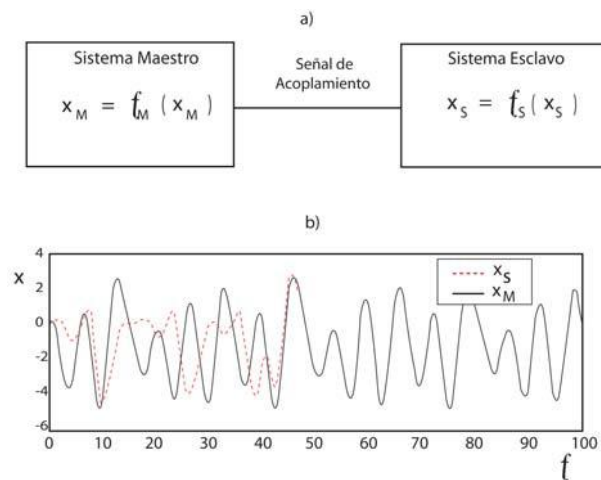 a)
Sistema Maestro
x_M = f_M (x_M)
Señal de
Acoplamiento
Sistema Esclavo
x_S = f_S (x_S)
b)
x
4
2
0
-2
-4
-6
x_S
x_M
0 10 20 30 40 50 60 70 80 90 100
t